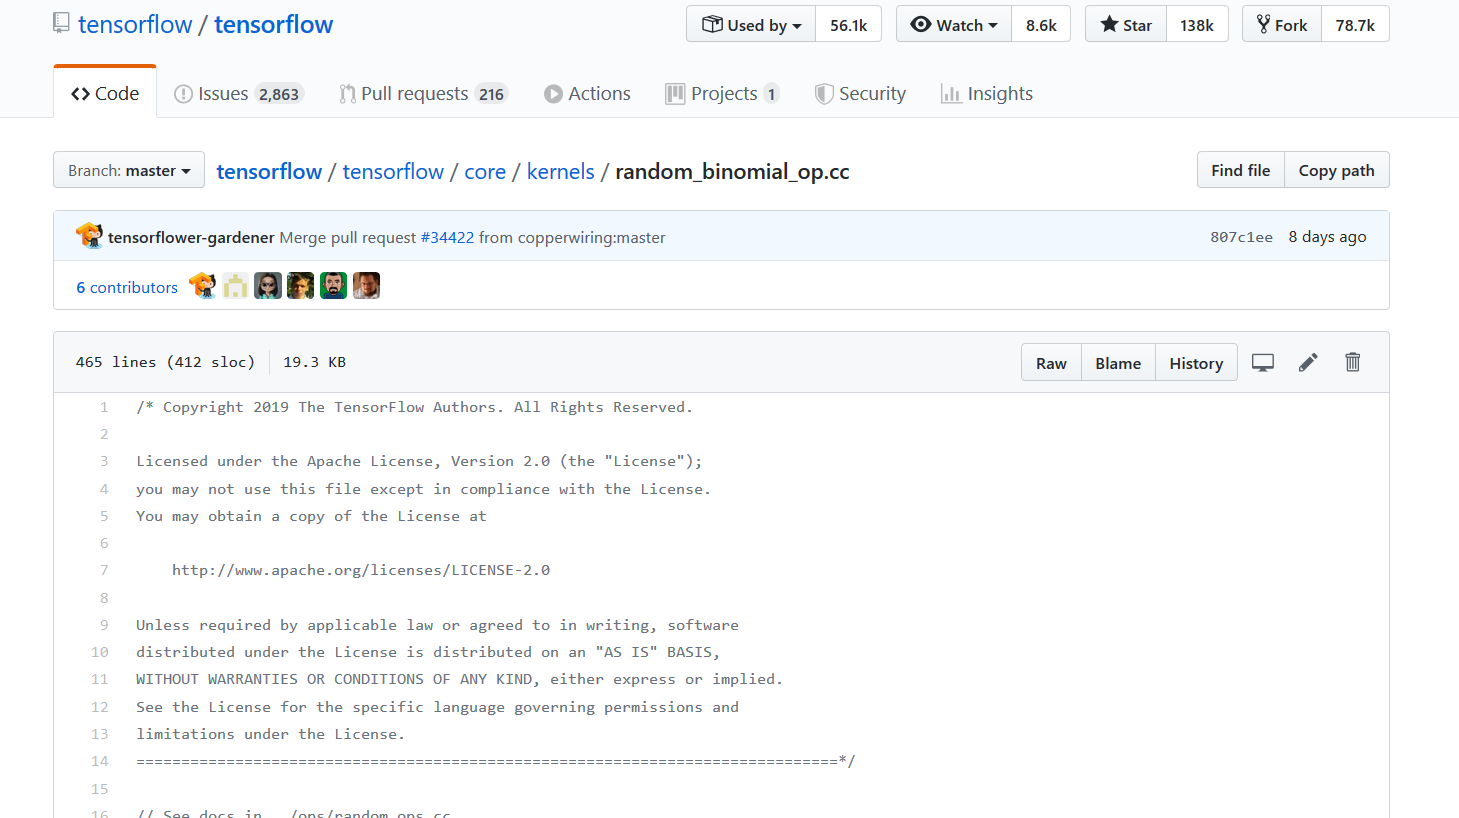 tensorflow / tensorflow
Used by 56.1k Watch 8.6k Star 138k Fork 78.7k
Code Issues 2,863 Pull requests 216 Actions Projects 1 Security Insights
Branch: master tensorflow / tensorflow / core / kernels / random_binomial_op.cc Find file Copy path
tensorflower-gardener Merge pull request #34422 from copperwiring:master 807c1ee 8 days ago
6 contributors
465 lines (412 sloc) 19.3 KB Raw Blame History
1 /* Copyright 2019 The TensorFlow Authors. All Rights Reserved.
2
3 Licensed under the Apache License, Version 2.0 (the "License");
4 you may not use this file except in compliance with the License.
5 You may obtain a copy of the License at
6
7 http://www.apache.org/licenses/LICENSE-2.0
8
9 Unless required by applicable law or agreed to in writing, software
10 distributed under the License is distributed on an "AS IS" BASIS,
11 WITHOUT WARRANTIES OR CONDITIONS OF ANY KIND, either express or implied.
12 See the License for the specific language governing permissions and
13 limitations under the License.
14 ==============================================================================*/
15
16 // See docs in ../ops/random_ops.cc